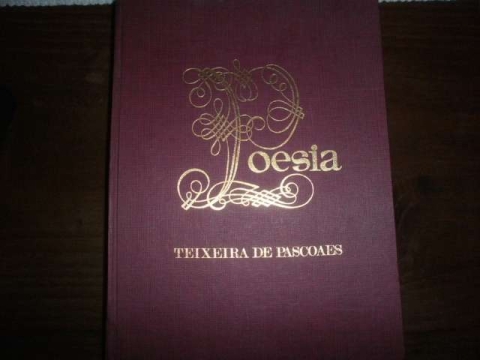 Poesia
TEIXEIRA DE PASCOAES